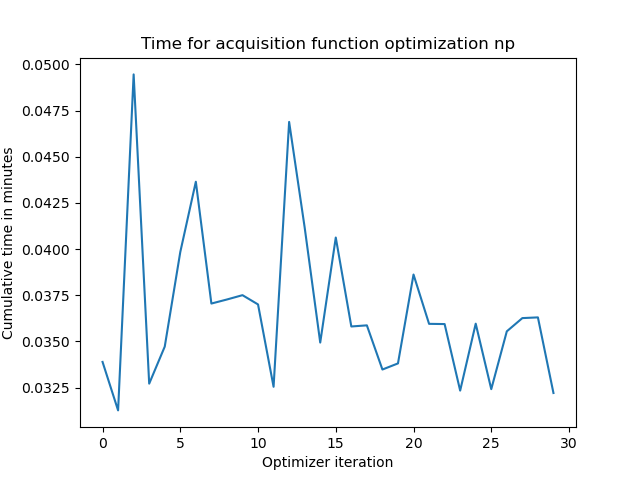 Time for acquisition function optimization np
0.0500
0.0475
0.0450
0.0425
0.0400
0.0375
0.0350
0.0325
Cumulative time in minutes
0 5 10 15 20 25 30
Optimizer iteration